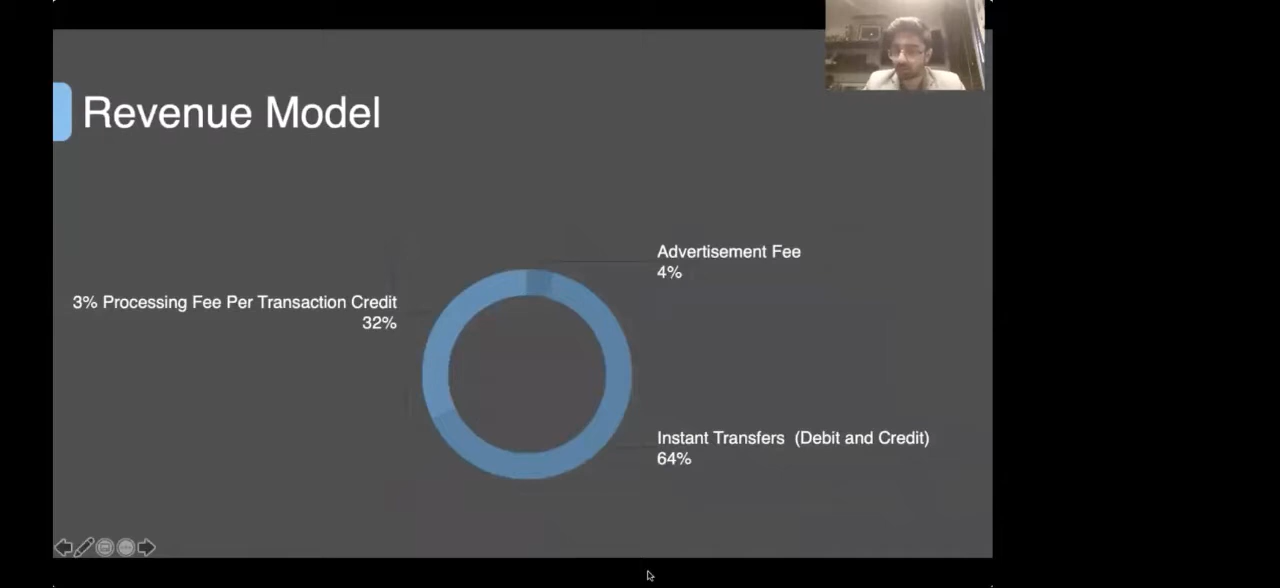 Revenue Model
Advertisement Fee
4%
3% Processing Fee Per Transaction Credit
32%
Instant Transfers (Debit and Credit)
64%